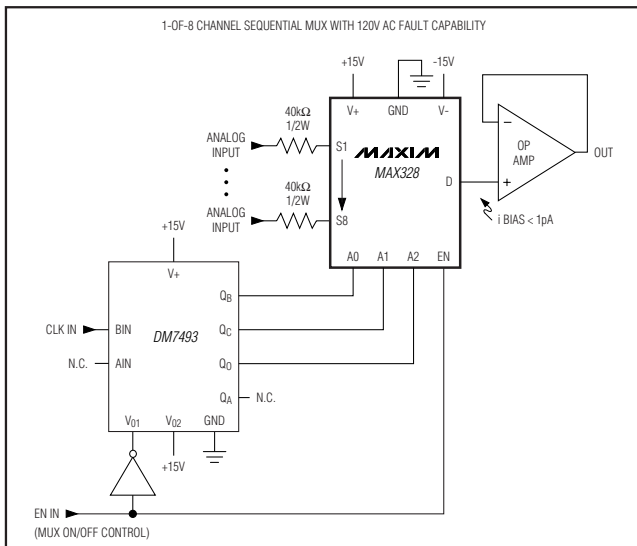 1-OF-8 CHANNEL SEQUENTIAL MUX WITH 120V AC FAULT CAPABILITY
+15V
-15V
40kΩ
1/2W
V+
GND
V-
ANALOG
INPUT
S1
MAXIM
MAX328
OP
AMP
OUT
D
i BIAS < 1pA
40kΩ
1/2W
ANALOG
INPUT
S8
A0
A1
A2
EN
+15V
V+
QB
CLK IN
BIN
DM7493
QC
N.C.
AIN
QO
QA
N.C.
V01
V02
GND
+15V
EN IN
(MUX ON/OFF CONTROL)